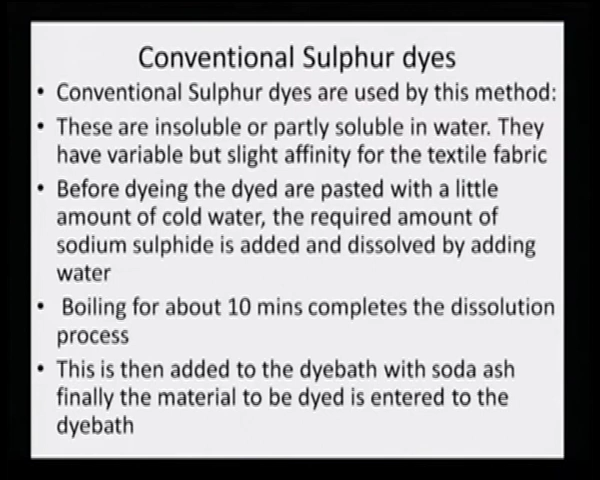 Conventional Sulphur dyes
• Conventional Sulphur dyes are used by this method:
• These are insoluble or partly soluble in water. They
have variable but slight affinity for the textile fabric
• Before dyeing the dyed are pasted with a little
amount of cold water, the required amount of
sodium sulphide is added and dissolved by adding
water
• Boiling for about 10 mins completes the dissolution
process
• This is then added to the dyebath with soda ash
finally the material to be dyed is entered to the
dyebath